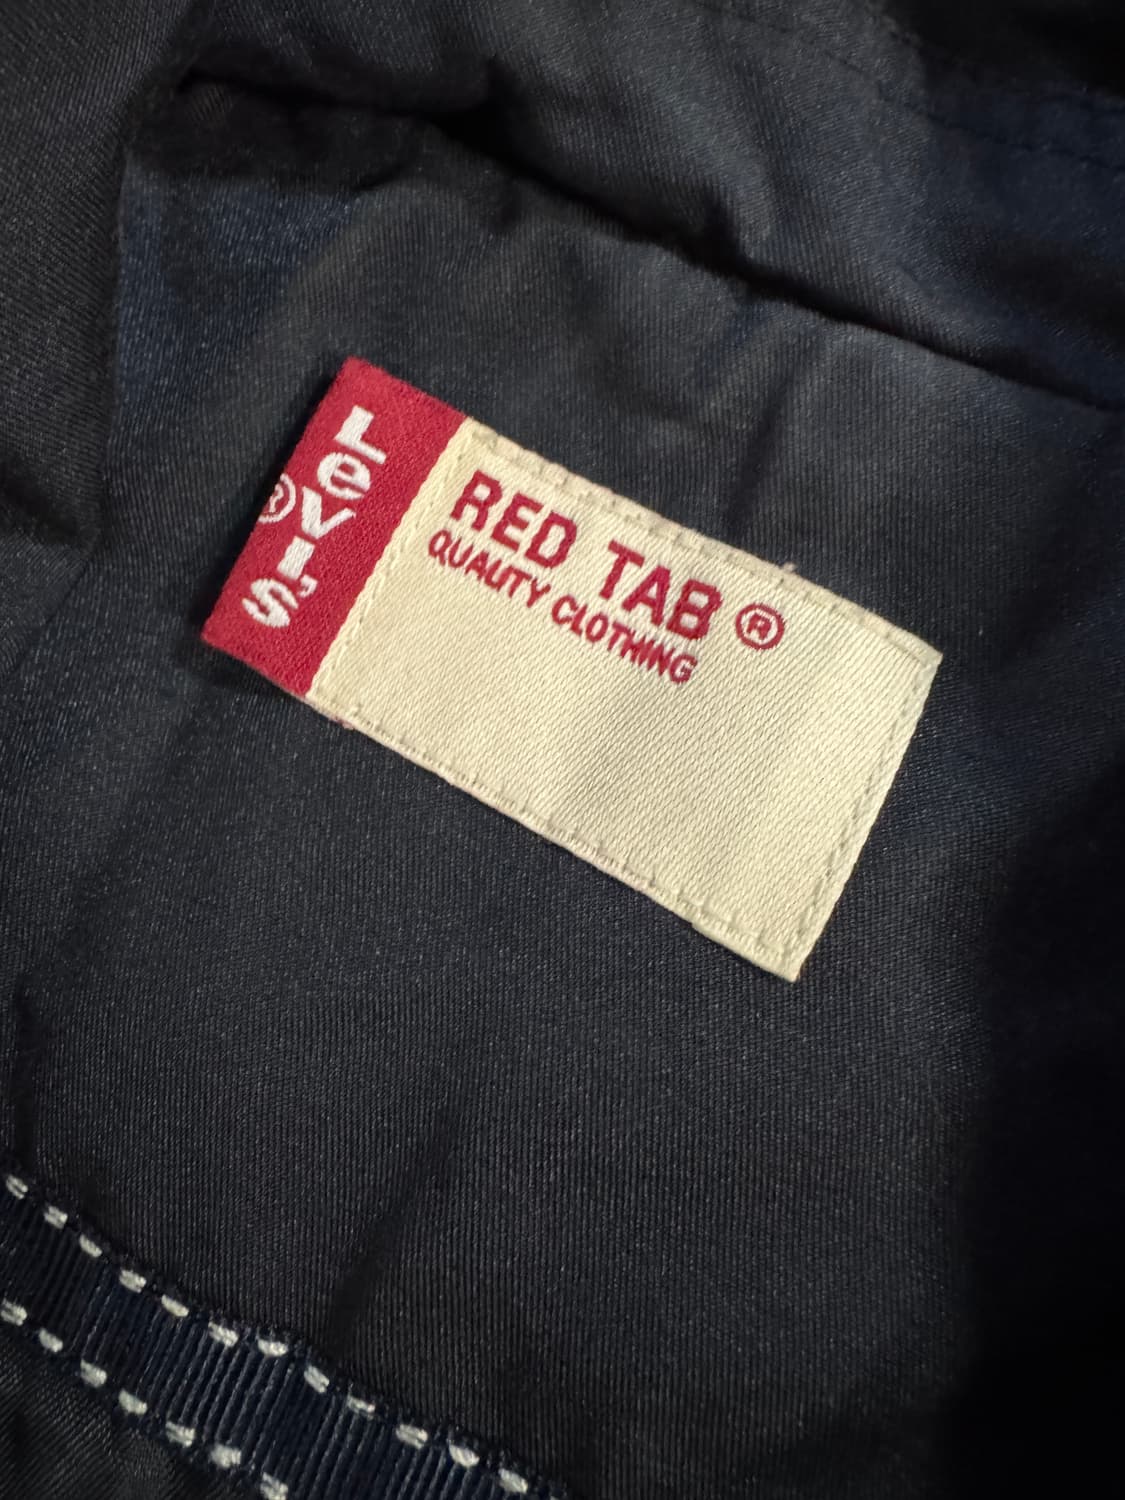 Levi's®
RED TAB®
QUALITY CLOTHING